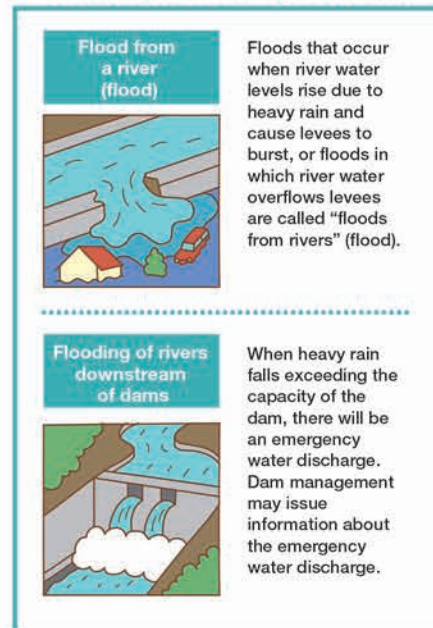 Flood from
a river
(flood)
Floods that occur
when river water
levels rise due to
heavy rain and
cause levees to
burst, or floods in
which river water
overflows levees
are called “floods
from rivers” (flood).
Flooding of rivers
downstream
of dams
When heavy rain
falls exceeding the
capacity of the
dam, there will be
an emergency
water discharge.
Dam management
may issue
information about
the emergency
water discharge.